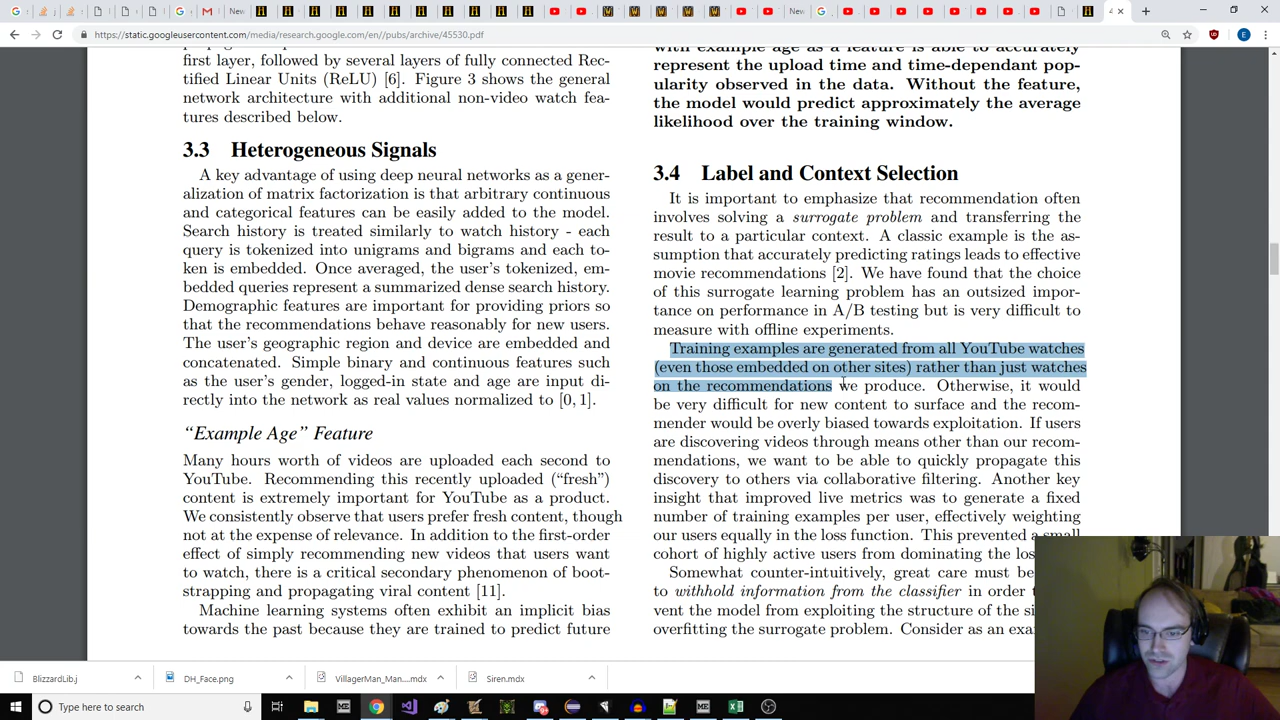 New
New
4
https://static.googleusercontent.com/media/research.google.com/en//pubs/archive/45530.pdf
E
first layer, followed by several layers of fully connected Rec-
tified Linear Units (ReLU) [6]. Figure 3 shows the general
network architecture with additional non-video watch fea-
tures described below.
3.3 Heterogeneous Signals
A key advantage of using deep neural networks as a gener-
alization of matrix factorization is that arbitrary continuous
and categorical features can be easily added to the model.
Search history is treated similarly to watch history - each
query is tokenized into unigrams and bigrams and each to-
ken is embedded. Once averaged, the user's tokenized, em-
bedded queries represent a summarized dense search history.
Demographic features are important for providing priors so
that the recommendations behave reasonably for new users.
The user's geographic region and device are embedded and
concatenated. Simple binary and continuous features such
as the user's gender, logged-in state and age are input di-
rectly into the network as real values normalized to [0, 1].
"Example Age" Feature
Many hours worth of videos are uploaded each second to
YouTube. Recommending this recently uploaded ("fresh")
content is extremely important for YouTube as a product.
We consistently observe that users prefer fresh content, though
not at the expense of relevance. In addition to the first-order
effect of simply recommending new videos that users want
to watch, there is a critical secondary phenomenon of boot-
strapping and propagating viral content [11].
Machine learning systems often exhibit an implicit bias
towards the past because they are trained to predict future
with example age as a feature is able to accurately
represent the upload time and time-dependant pop-
ularity observed in the data. Without the feature,
the model would predict approximately the average
likelihood over the training window.
3.4 Label and Context Selection
It is important to emphasize that recommendation often
involves solving a surrogate problem and transferring the
result to a particular context. A classic example is the as-
sumption that accurately predicting ratings leads to effective
movie recommendations [2]. We have found that the choice
of this surrogate learning problem has an outsized impor-
tance on performance in A/B testing but is very difficult to
measure with offline experiments.
Training examples are generated from all YouTube watches
(even those embedded on other sites) rather than just watches
on the recommendations we produce. Otherwise, it would
be very difficult for new content to surface and the recom-
mender would be overly biased towards exploitation. If users
are discovering videos through means other than our recom-
mendations, we want to be able to quickly propagate this
discovery to others via collaborative filtering. Another key
insight that improved live metrics was to generate a fixed
number of training examples per user, effectively weighting
our users equally in the loss function. This prevented a small
cohort of highly active users from dominating the los
Somewhat counter-intuitively, great care must be
to withhold information from the classifier in order t
vent the model from exploiting the structure of the si
overfitting the surrogate problem. Consider as an exa
BlizzardLib.j
DH_Face.png
VillagerMan_Man....mdx
Siren.mdx
Type here to search
ME
ME